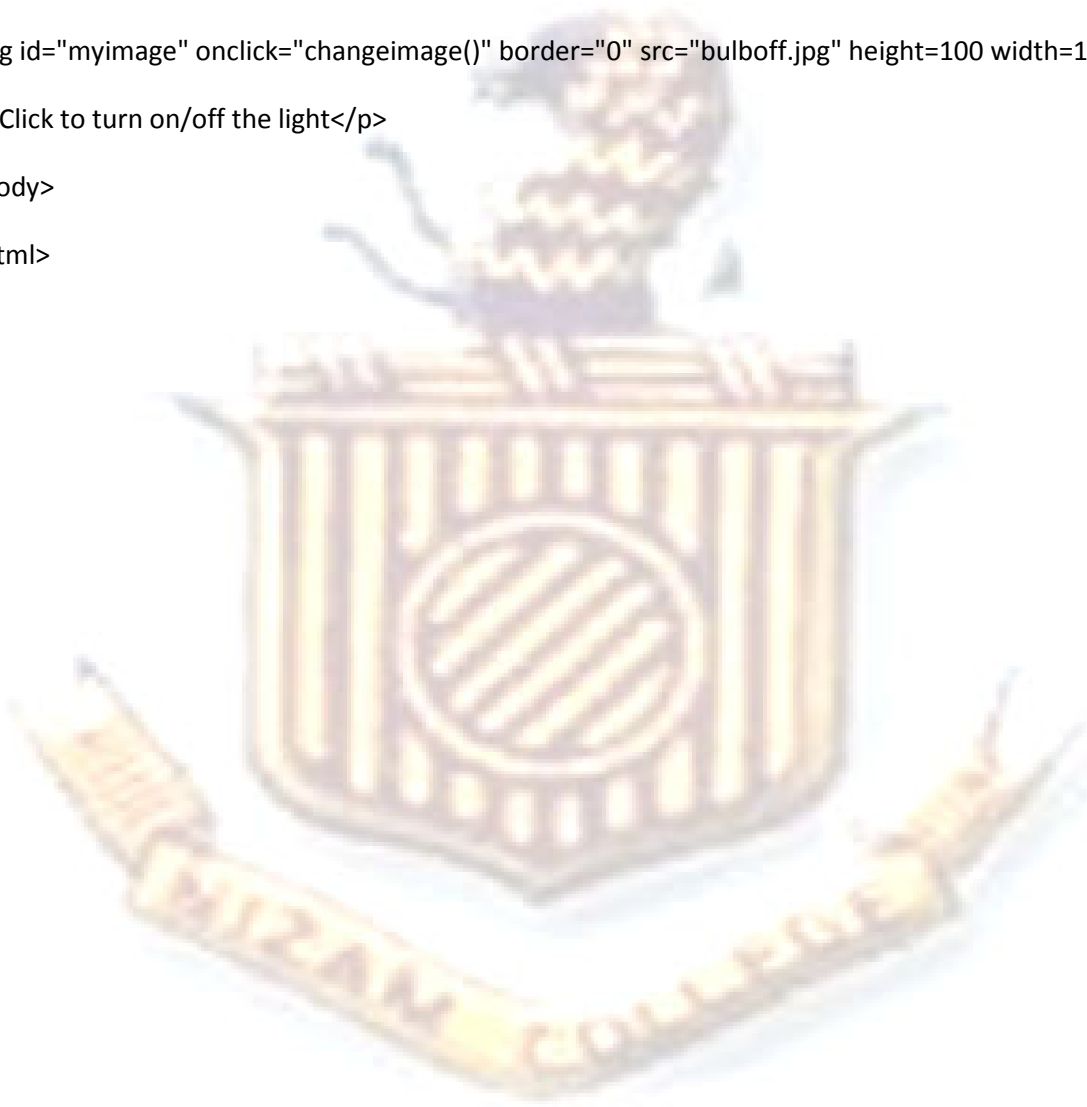 g id="myimage" onclick="changeimage()" border="0" src="bulboff.jpg" height=100 width=1
Click to turn on/off the light</p>
ody>
tml>
NIZAM COLLEGE